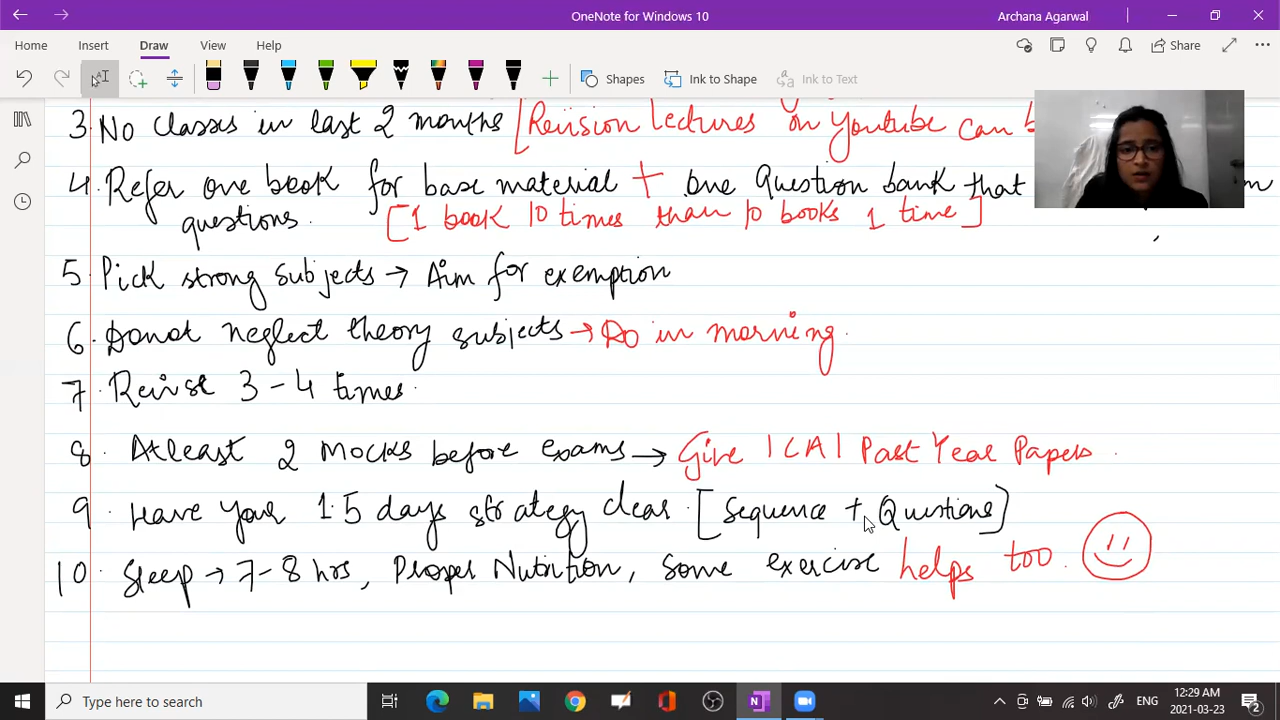 OneNote for Windows 10
Archana Agarwal
Home Insert Draw View Help
Share
Shapes Ink to Shape Ink to Text
3. No classes in last 2 months [Revision Lectures on Youtube can b
4. Refer one book for base material + one Question bank that
questions. [1 book 10 times than 10 books 1 time]
5. Pick strong subjects → Aim for exemption
6. Donot neglect theory subjects → Do in morning.
7. Revise 3-4 times.
8. Atleast 2 Mocks before exams → Give ICAI Past Year Papers.
9. Have your 1.5 days strategy clear. [Sequence + Questions]
10. Sleep → 7-8 hrs, Proper Nutrition, Some exercise helps too.
Type here to search
ENG
12:29 AM
2021-03-23
2